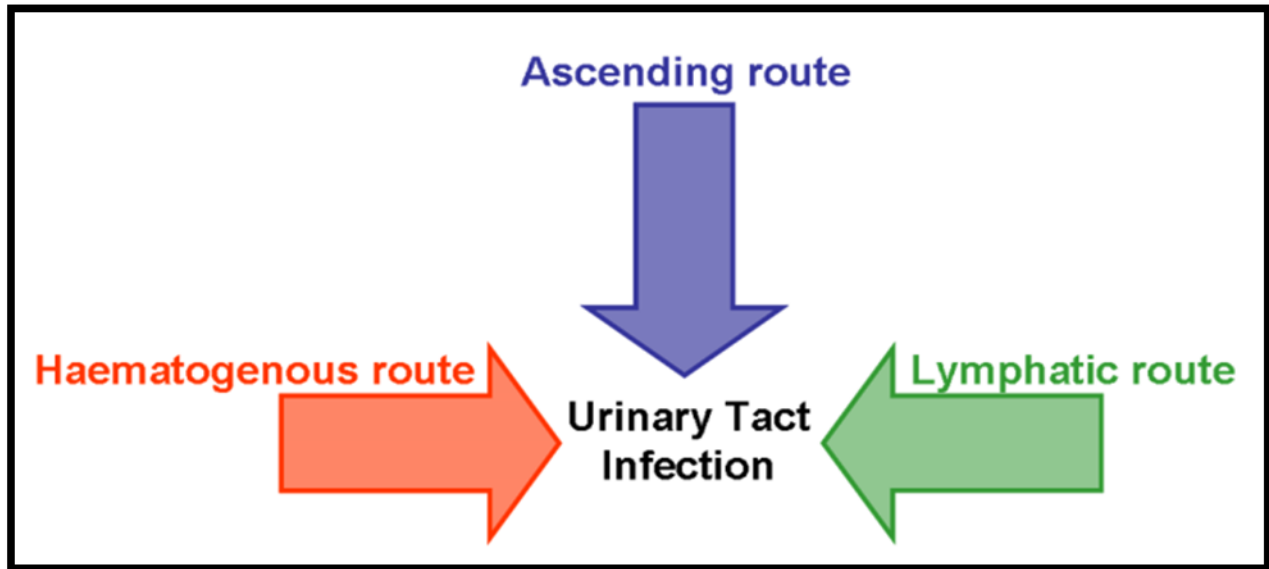 Ascending route
Haematogenous route
Lymphatic route
Urinary Tact
Infection